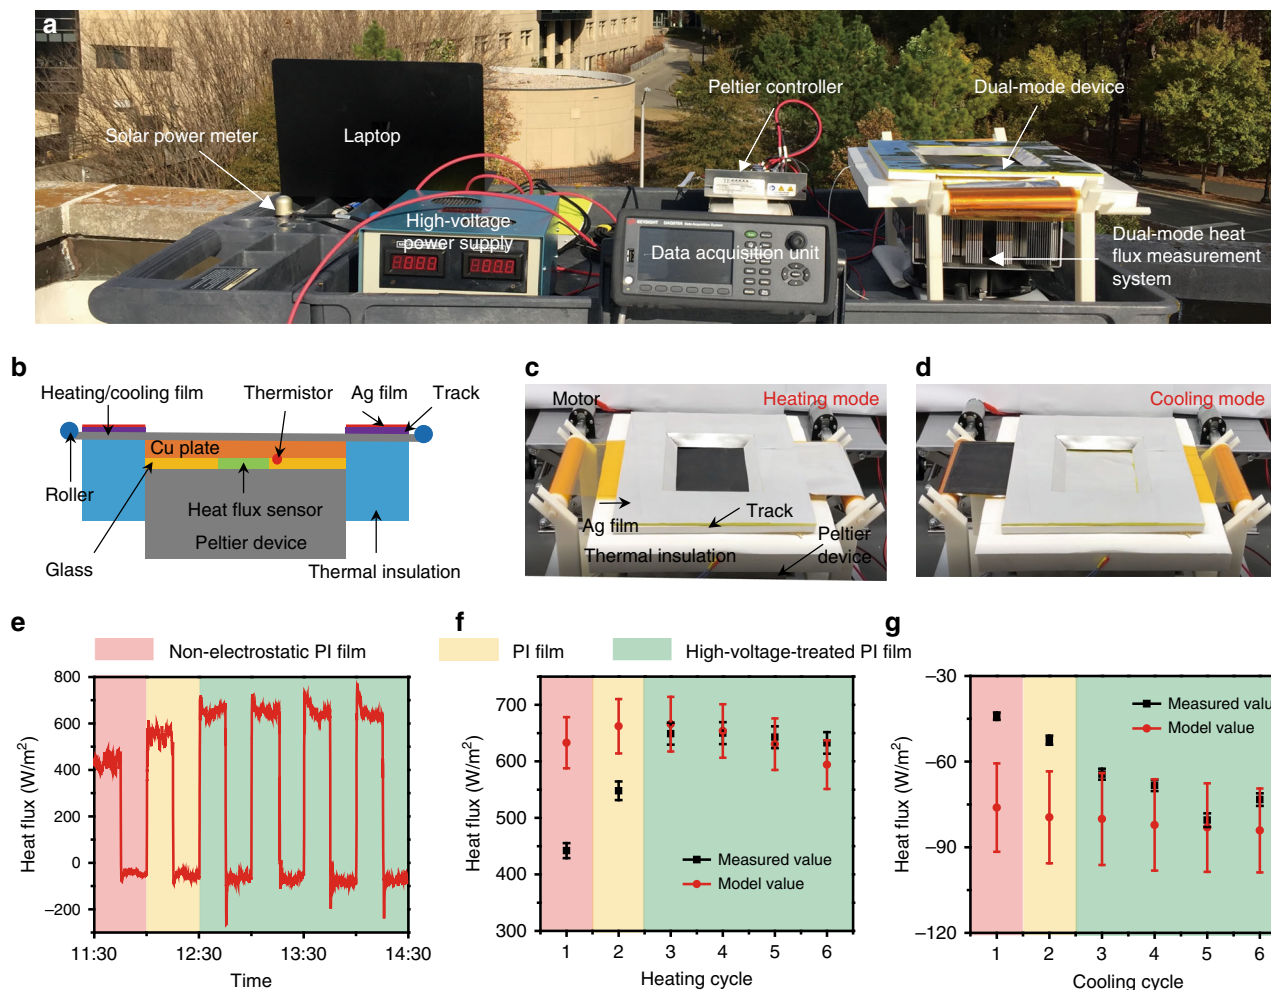 a
Solar power meter
Laptop
High-voltage
power supply
Peltier controller
Data acquisition unit
KEYSIGHT
Dual-mode device
Dual-mode heat
flux measurement
system
b
Heating/cooling film
Thermistor
Ag film
Track
Cu plate
Roller
Heat flux sensor
Peltier device
Glass
Thermal insulation
c
Motor
Heating mode
Ag film
Track
Thermal insulation
Peltier
device
d
Cooling mode
e
Non-electrostatic PI film
PI film
High-voltage-treated PI film
Heat flux (W/m²)
800
600
400
200
0
−200
11:30
12:30
13:30
14:30
Time
f
Heat flux (W/m²)
700
600
500
400
300
Measured value
Model value
1
2
3
4
5
6
Heating cycle
g
Heat flux (W/m²)
−30
−60
−90
−120
Measured valu
Model value
1
2
3
4
5
6
Cooling cycle